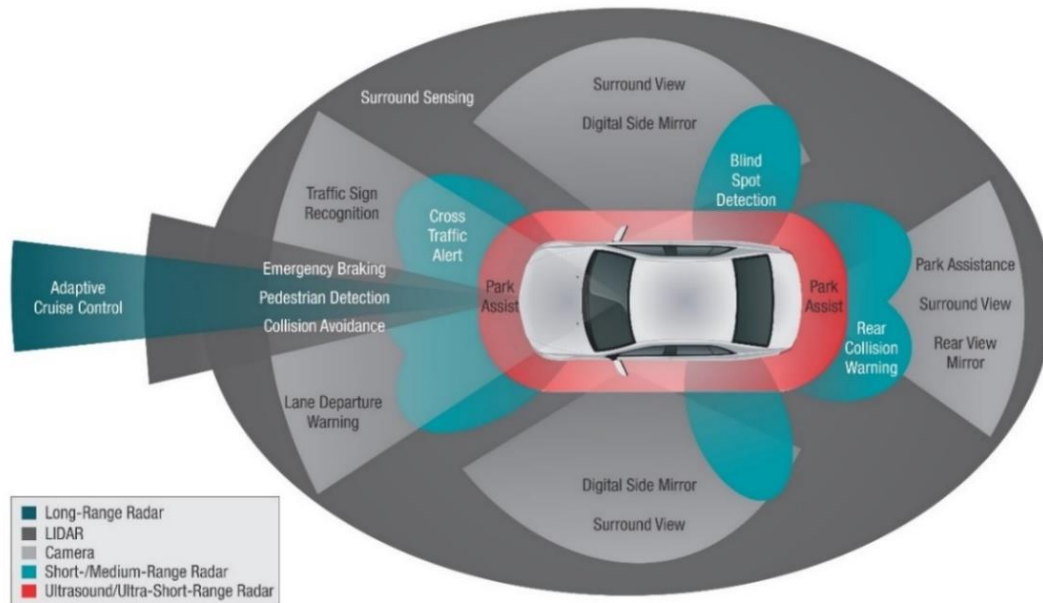 Surround Sensing
Surround View
Digital Side Mirror
Blind
Spot
Detection
Traffic Sign
Recognition
Cross
Traffic
Alert
Adaptive
Cruise Control
Emergency Braking
Pedestrian Detection
Collision Avoidance
Park
Assist
Park
Assist
Park Assistance
Surround View
Rear View
Mirror
Rear
Collision
Warning
Lane Departure
Warning
Digital Side Mirror
Surround View
Long-Range Radar
LIDAR
Camera
Short-/Medium-Range Radar
Ultrasound/Ultra-Short-Range Radar